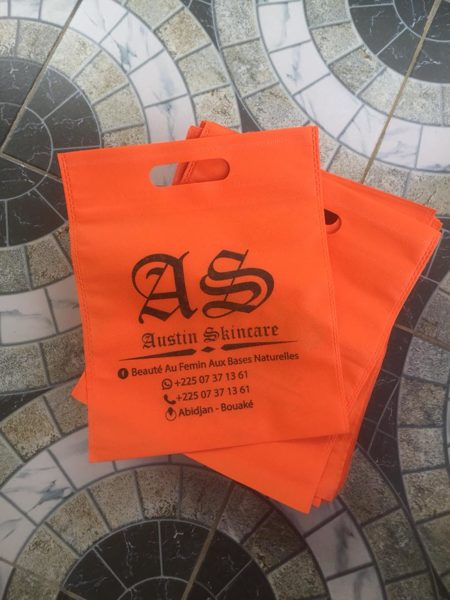 AS
Austin Skincare
Beauté Au Femin Aux Bases Naturelles
+225 07 37 13 61
+225 07 37 13 61
Abidjan - Bouaké